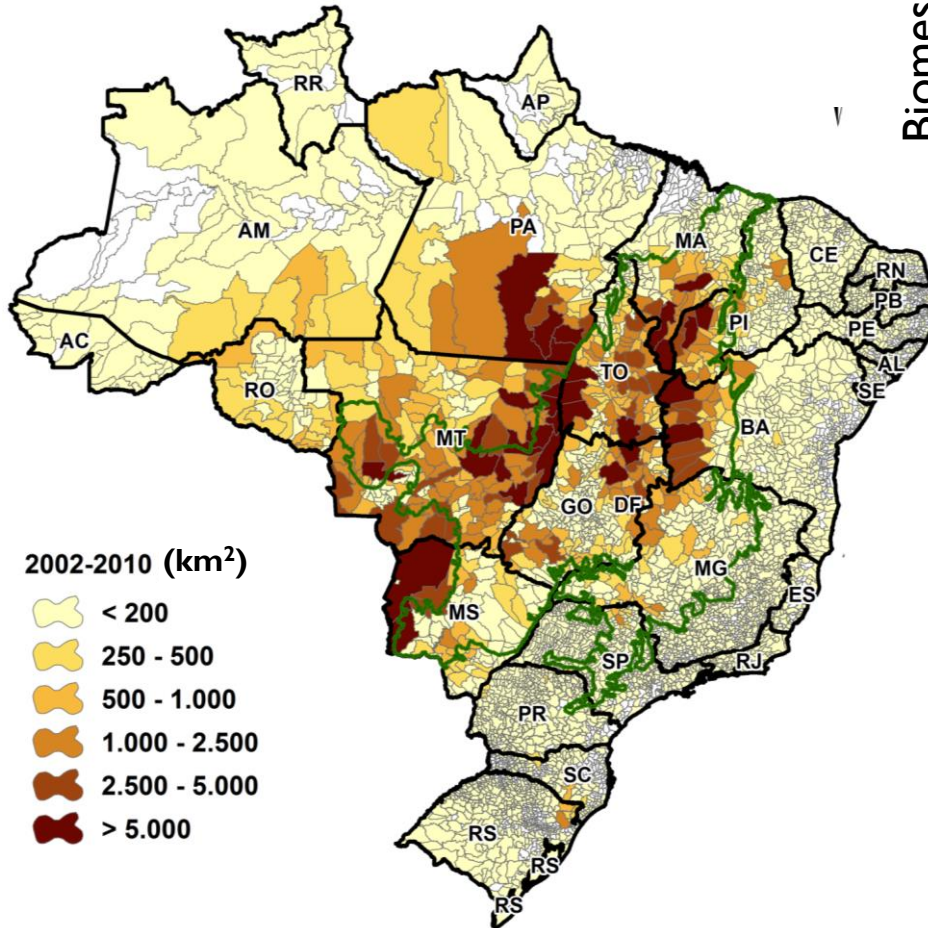 Biomes
RR
AP
AM
PA
MA
CE
RN
PB
PI
PE
AC
AL
SE
TO
RO
BA
MT
GO
DF
MG
ES
MS
SP
RJ
PR
SC
RS
RS
RS
2002-2010 (km²)
< 200
250 - 500
500 - 1.000
1.000 - 2.500
2.500 - 5.000
> 5.000